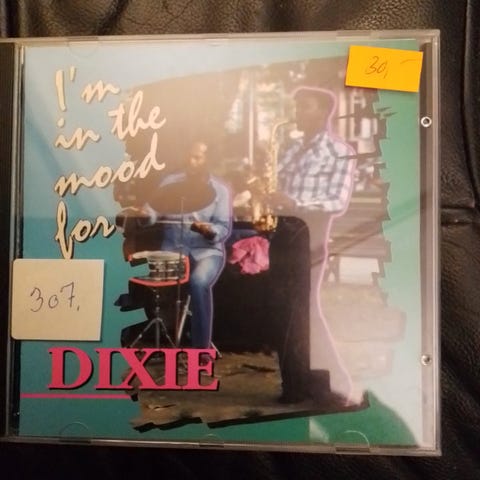 I'm
in the
mood
for
DIXIE
30,-
307.